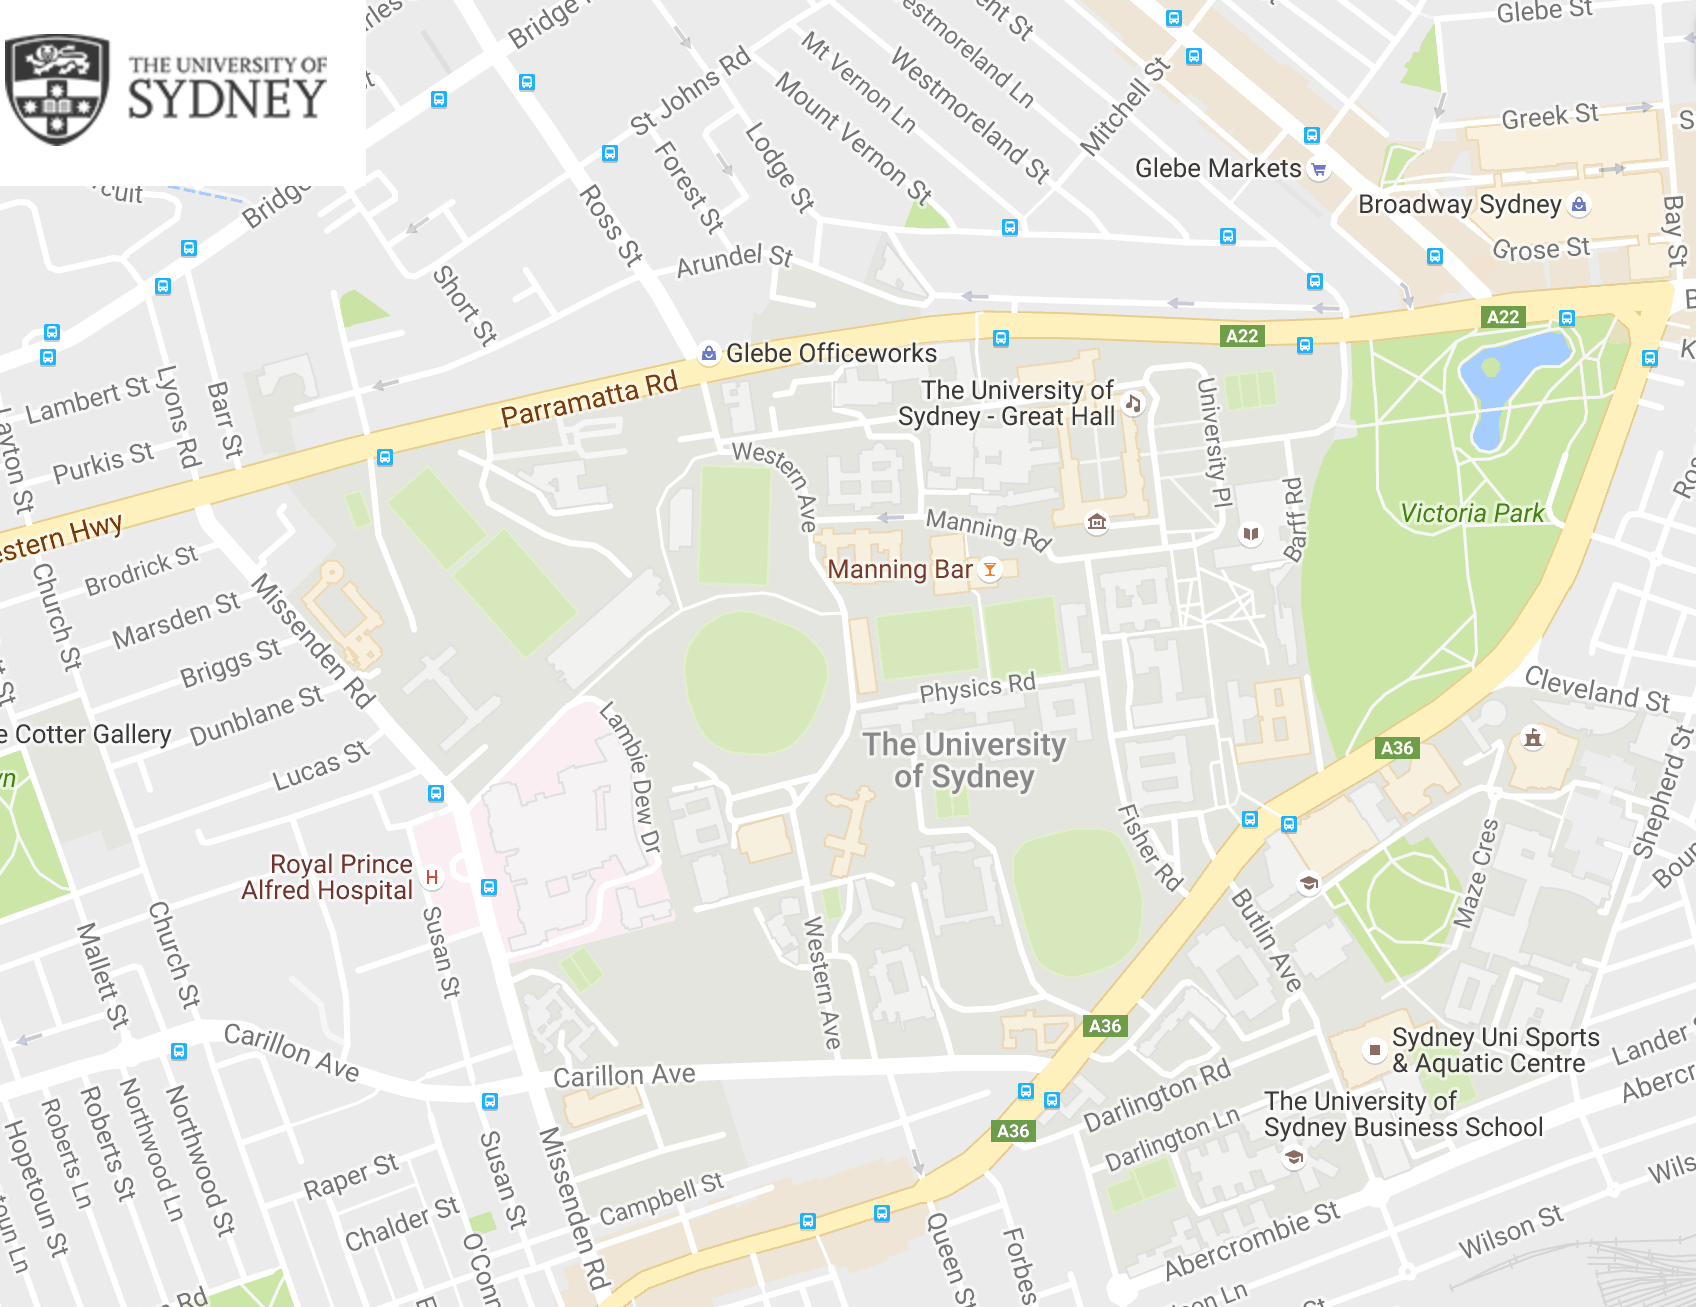 THE UNIVERSITY OF
SYDNEY
Bridge
Glebe St
St Johns Rd
Mt Vernon Ln
Westmoreland St
Mount Vernon St
Mitchell St
Greek St
Lodge St
Forest St
Glebe Markets
Broadway Sydney
Ross St
Bay St
Grose St
Arundel St
Short St
A22
A22
Glebe Officeworks
Parramatta Rd
The University of
Sydney - Great Hall
University Pl
Lambert St
Lyons Rd
Barr St
Purkis St
Layton St
Western Ave
Manning Rd
Barff Rd
Victoria Park
Brodrick St
Church St
Marsden St
Missenden Rd
Manning Bar
Briggs St
Dunblane St
Physics Rd
Cleveland St
Cotter Gallery
Lucas St
Lambie Dew Dr
The University
of Sydney
A36
Shepherd St
Fisher Rd
Maze Cres
Royal Prince
Alfred Hospital
Butlin Ave
Susan St
Church St
Mallett St
Western Ave
A36
Sydney Uni Sports
& Aquatic Centre
Lander
Carillon Ave
Carillon Ave
Darlington Rd
The University of
Sydney Business School
Darlington Ln
A36
Hopetoun St
Roberts Ln
Roberts St
Northwood Ln
Northwood St
Raper St
Chalder St
Susan St
Missenden Rd
Campbell St
Queen St
Forbes
Abercrombie St
Wilson St